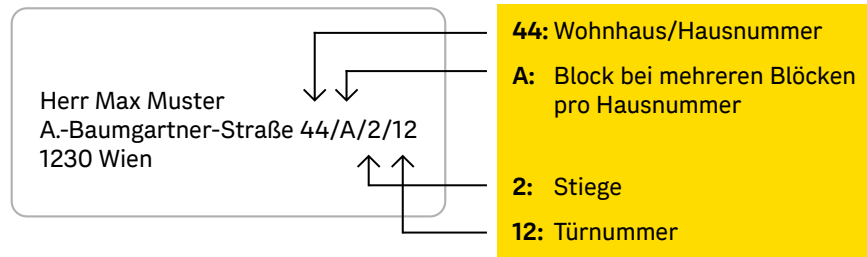 Herr Max Muster
A.-Baumgartner-Straße 44/A/2/12
1230 Wien
44: Wohnhaus/Hausnummer
A: Block bei mehreren Blöcken
pro Hausnummer
2: Stiege
12: Türnummer